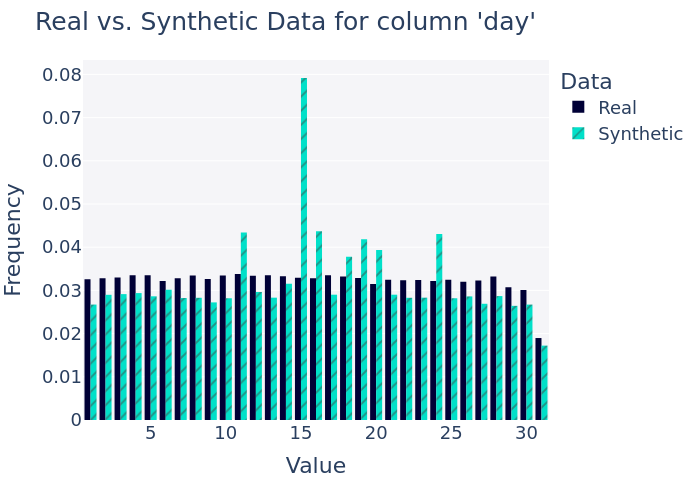 Real vs. Synthetic Data for column 'day'
0.08
0.07
0.06
0.05
0.04
0.03
0.02
0.01
0
Frequency
5
10
15
20
25
30
Value
Data
Real
Synthetic